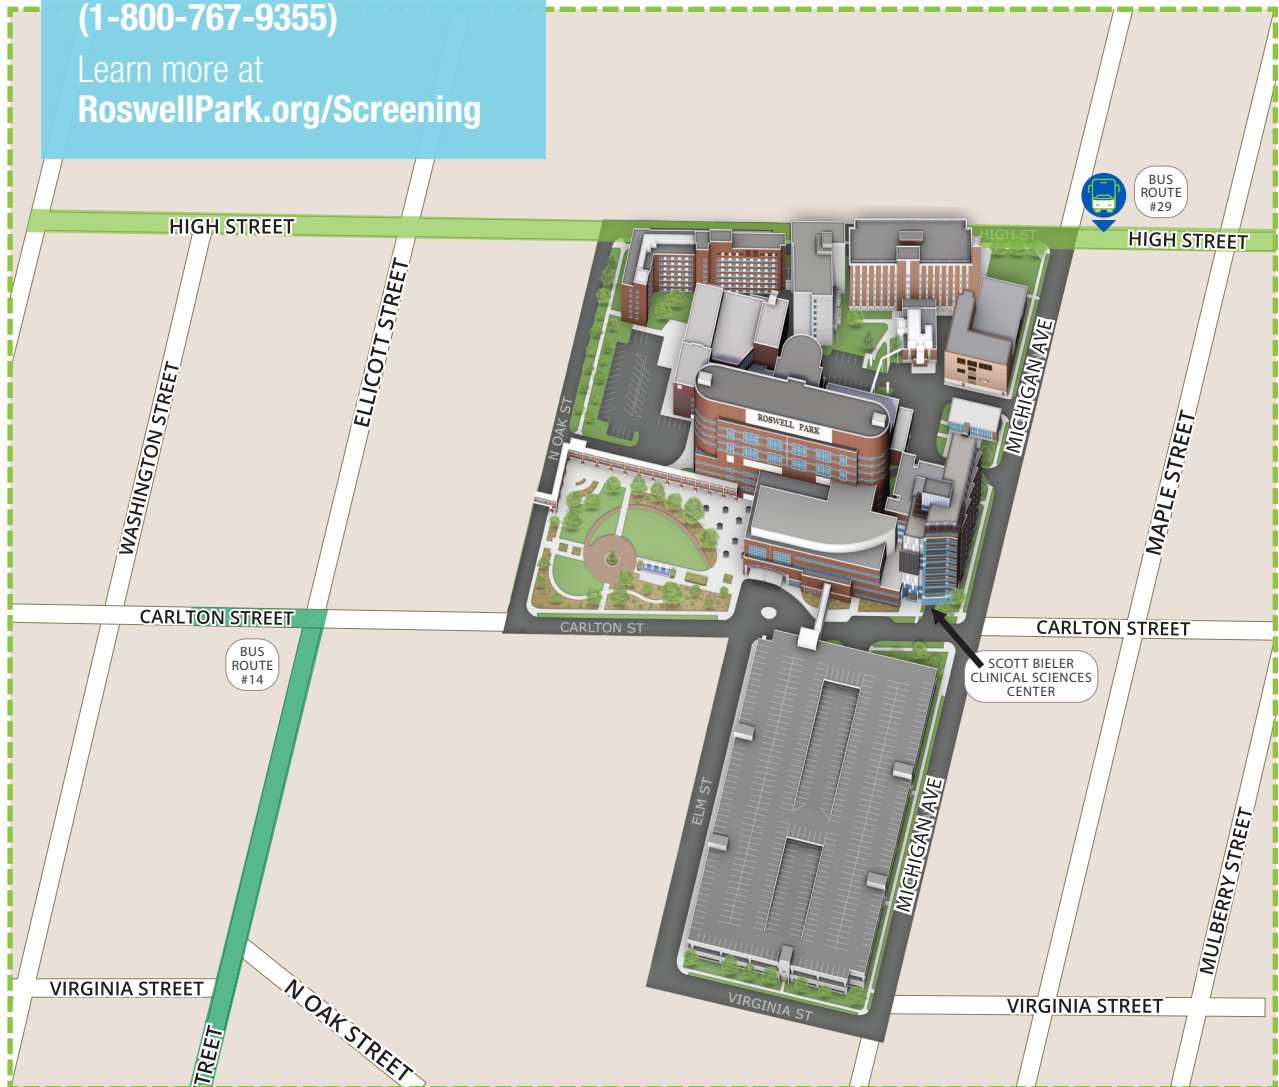 (1-800-767-9355)
Learn more at
RoswellPark.org/Screening
BUS
ROUTE
#29
HIGH STREET
HIGH ST
HIGH STREET
ELLICOTT STREET
WASHINGTON STREET
N OAK ST
ROSWELL PARK
MICHIGAN AVE
MAPLE STREET
CARLTON STREET
CARLTON ST
CARLTON STREET
BUS
ROUTE
#14
SCOTT BIELER
CLINICAL SCIENCES
CENTER
ELM ST
MICHIGAN AVE
MULBERRY STREET
VIRGINIA STREET
N OAK STREET
VIRGINIA ST
VIRGINIA STREET
TREET